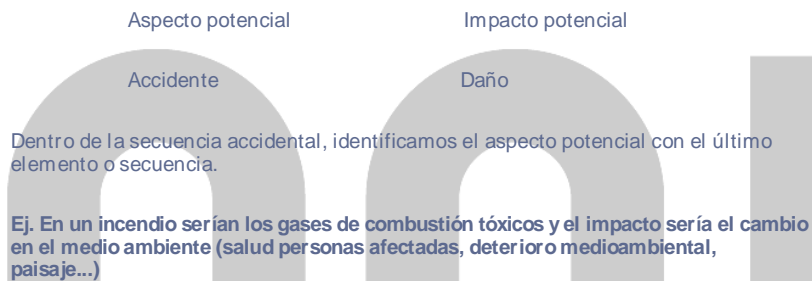 Aspecto potencial Impacto potencial
Accidente Daño
Dentro de la secuencia accidental, identificamos el aspecto potencial con el último
elemento o secuencia.
Ej. En un incendio serían los gases de combustión tóxicos y el impacto sería el cambio
en el medio ambiente (salud personas afectadas, deterioro medioambiental,
paisaje...)